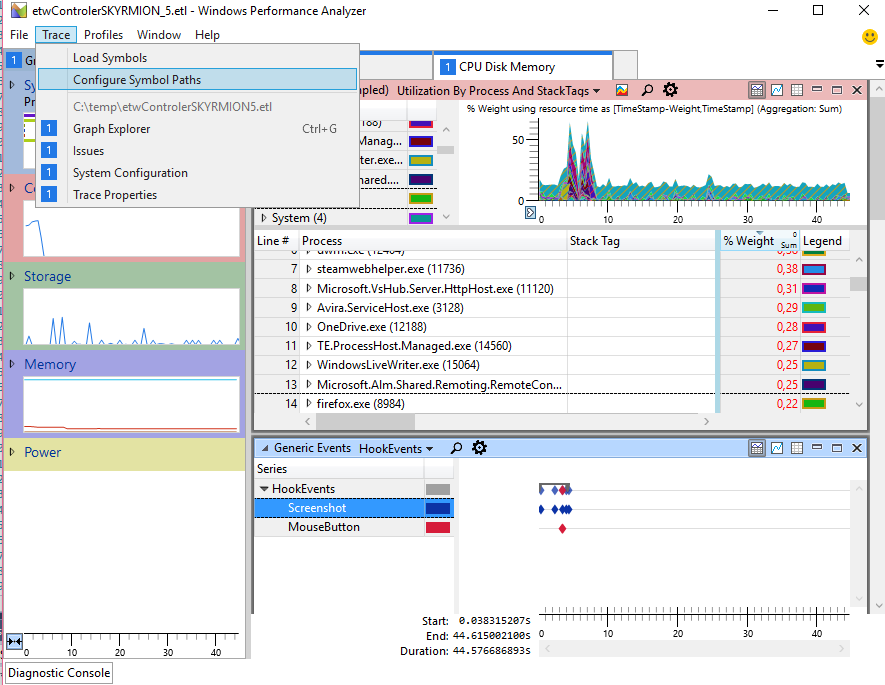 etwControlerSKYRMION_5.etl - Windows Performance Analyzer
File Trace Profiles Window Help
Load Symbols
Configure Symbol Paths
C:\temp\etwControlerSKYRMION5.etl
1 Graph Explorer Ctrl+G
1 Issues
1 System Configuration
1 Trace Properties
1
Storage
Memory
Power
0 10 20 30 40
Diagnostic Console
1 CPU Disk Memory
Utilization By Process And StackTags
% Weight using resource time as [TimeStamp-Weight,TimeStamp] (Aggregation: Sum)
50
0
0 10 20 30 40
System (4)
Line # Process Stack Tag % Weight Sum Legend
7 steamwebhelper.exe (11736) 0,38
8 Microsoft.VsHub.Server.HttpHost.exe (11120) 0,31
9 Avira.ServiceHost.exe (3128) 0,29
10 OneDrive.exe (12188) 0,28
11 TE.ProcessHost.Managed.exe (14560) 0,27
12 WindowsLiveWriter.exe (15064) 0,25
13 Microsoft.Alm.Shared.Remoting.RemoteCon... 0,25
14 firefox.exe (8984) 0,22
Generic Events HookEvents
Series
HookEvents
Screenshot
MouseButton
Start: 0.038315207s
End: 44.615002100s
Duration: 44.576686893s
0 10 20 30 40